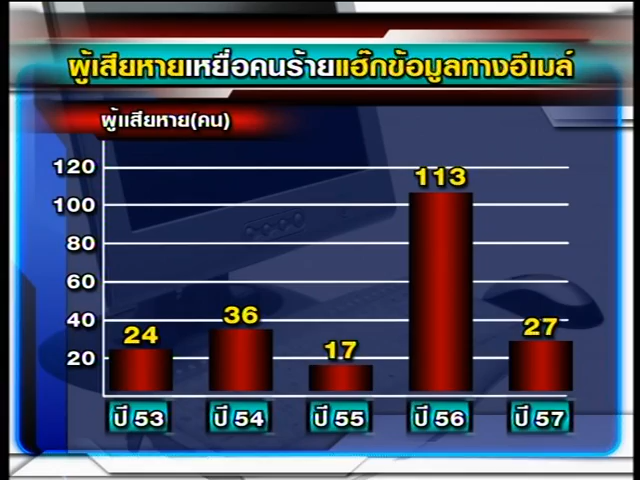 ผู้เสียหายเหยื่อคนร้ายแฮ๊กข้อมูลทางอีเมล์
ผู้เเสียหาย(คน)
120
100
80
60
40
20
24
36
17
113
27
ปี 53
ปี 54
ปี 55
ปี 56
ปี 57